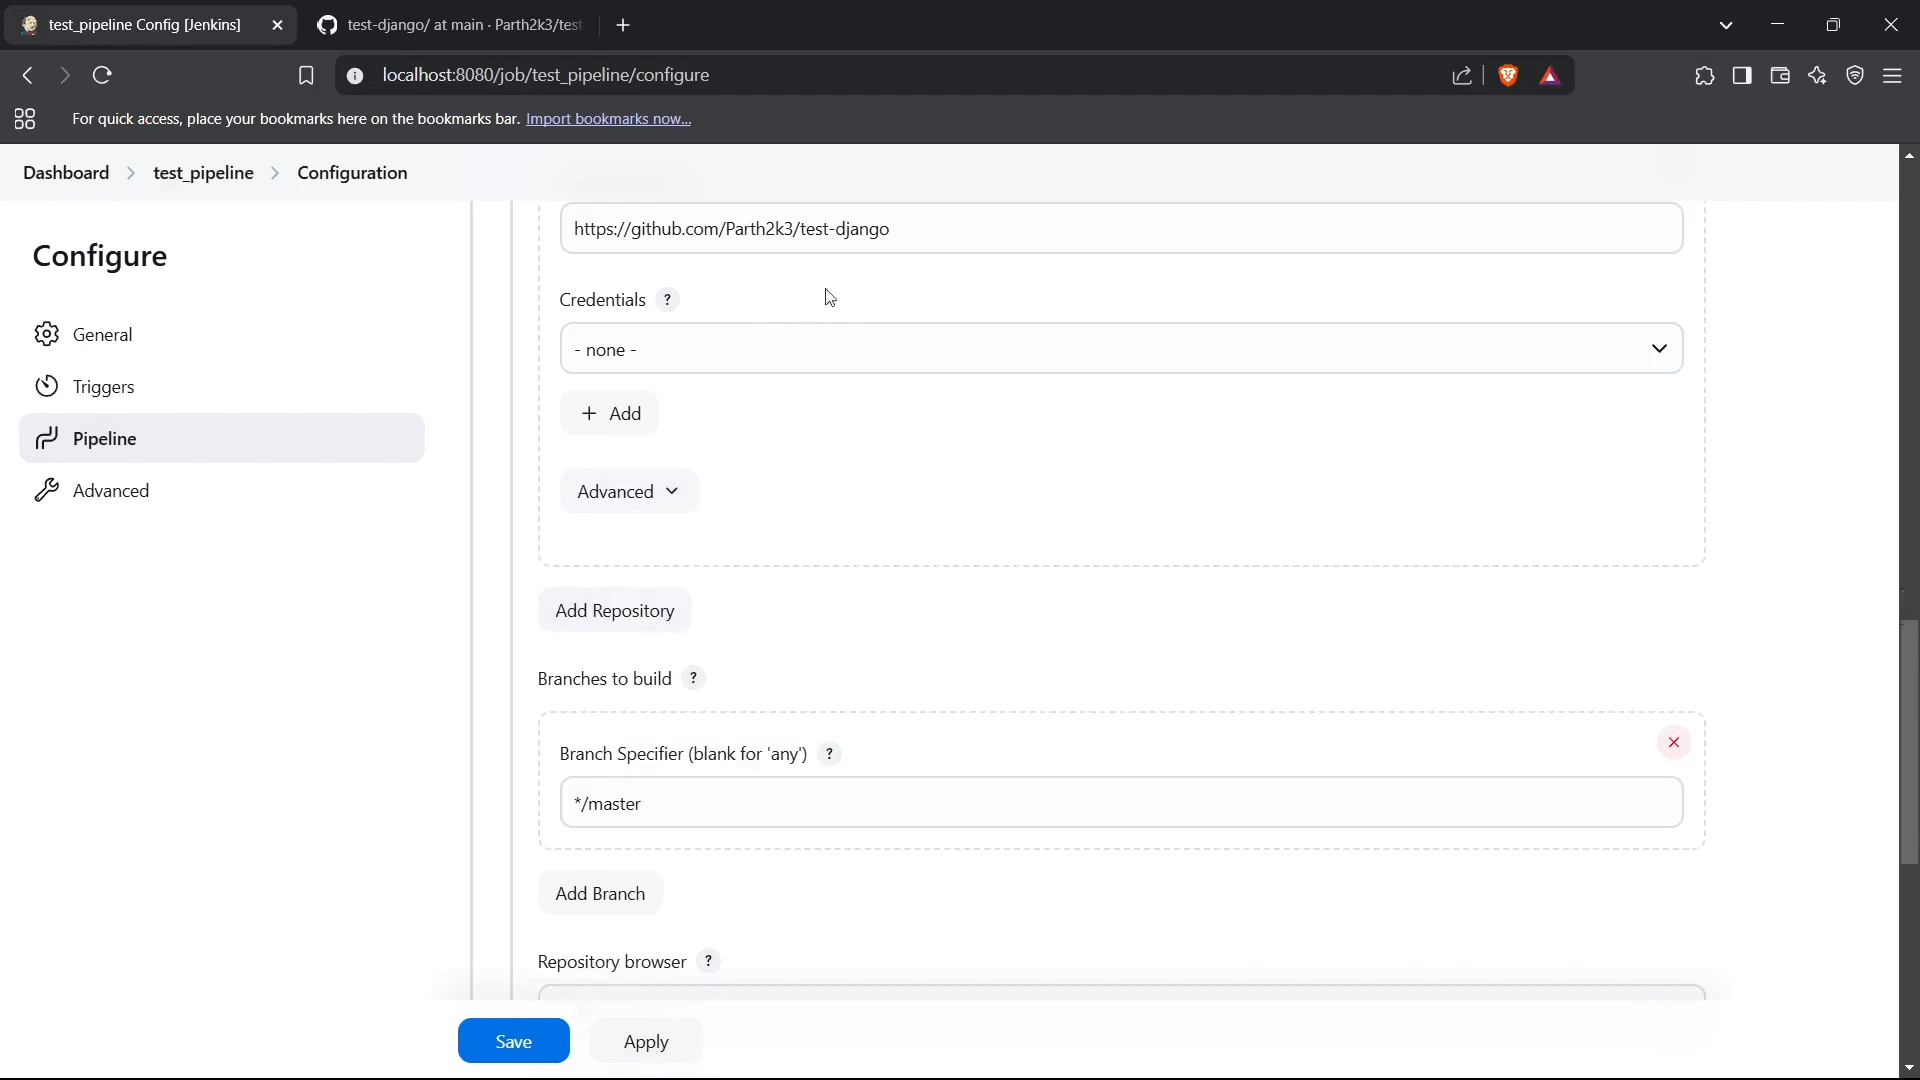 test_pipeline Config [Jenkins]
test-django/ at main · Parth2k3/test
localhost:8080/job/test_pipeline/configure
For quick access, place your bookmarks here on the bookmarks bar. Import bookmarks now...
Dashboard > test_pipeline > Configuration
Configure
General
Triggers
Pipeline
Advanced
https://github.com/Parth2k3/test-django
Credentials ?
- none -
+ Add
Advanced
Add Repository
Branches to build ?
Branch Specifier (blank for 'any') ?
*/master
Add Branch
Repository browser ?
Save
Apply